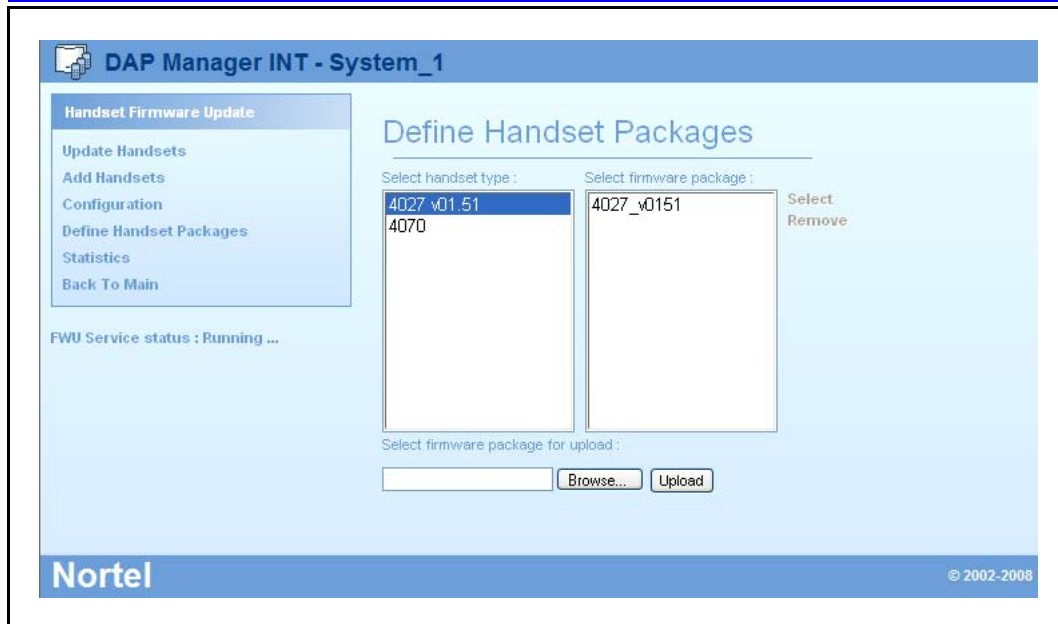 DAP Manager INT - System_1
Handset Firmware Update
Update Handsets
Add Handsets
Configuration
Define Handset Packages
Statistics
Back To Main
FWU Service status : Running ...
Define Handset Packages
Select handset type :
4027 v01.51
4070
Select firmware package :
4027_v0151
Select
Remove
Select firmware package for upload :
Browse...
Upload
Nortel
© 2002-2008